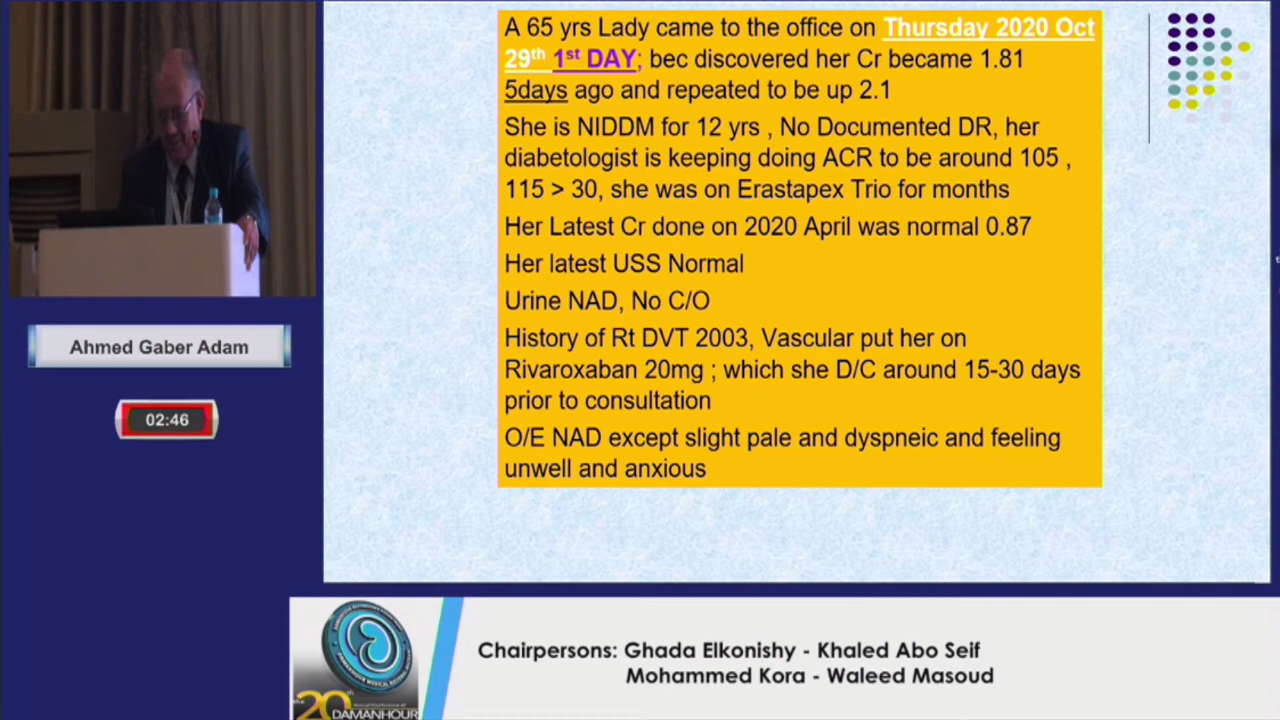 A 65 yrs Lady came to the office on Thursday 2020 Oct
29th 1st DAY; bec discovered her Cr became 1.81
5days ago and repeated to be up 2.1
She is NIDDM for 12 yrs , No Documented DR, her
diabetologist is keeping doing ACR to be around 105 ,
115 > 30, she was on Erastapex Trio for months
Her Latest Cr done on 2020 April was normal 0.87
Her latest USS Normal
Urine NAD, No C/O
History of Rt DVT 2003, Vascular put her on
Rivaroxaban 20mg ; which she D/C around 15-30 days
prior to consultation
O/E NAD except slight pale and dyspneic and feeling
unwell and anxious
Ahmed Gaber Adam
02:46
the 20th
DAMANHOUR
Chairpersons: Ghada Elkonishy - Khaled Abo Seif
Mohammed Kora - Waleed Masoud